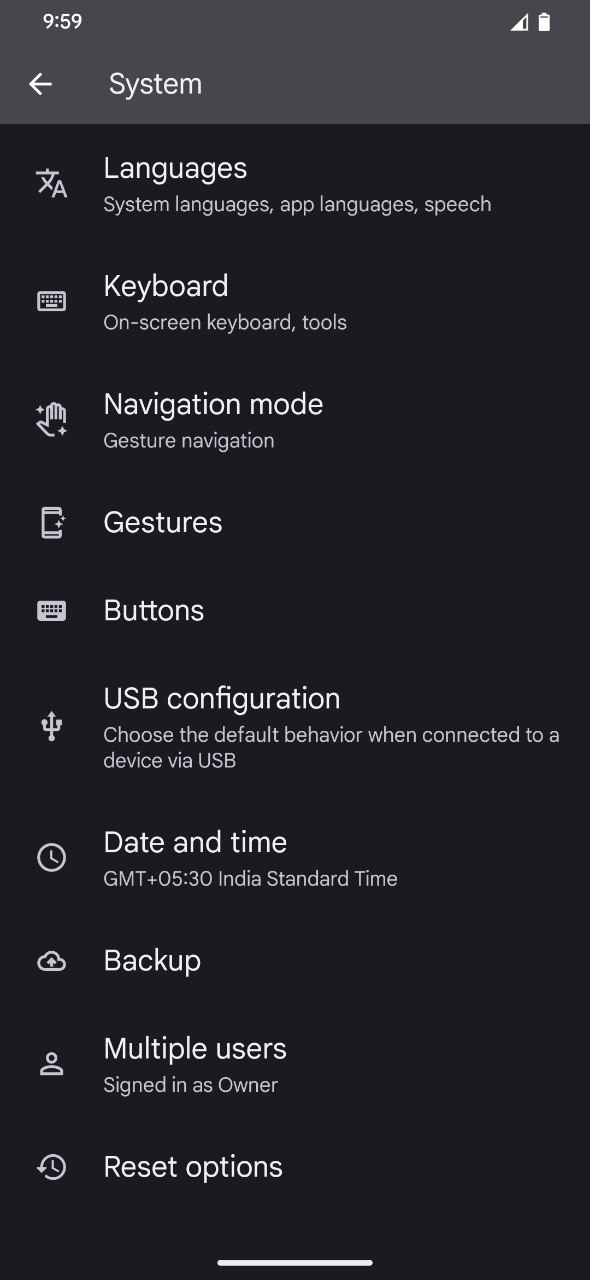 9:59
System
Languages
System languages, app languages, speech
Keyboard
On-screen keyboard, tools
Navigation mode
Gesture navigation
Gestures
Buttons
USB configuration
Choose the default behavior when connected to a
device via USB
Date and time
GMT+05:30 India Standard Time
Backup
Multiple users
Signed in as Owner
Reset options